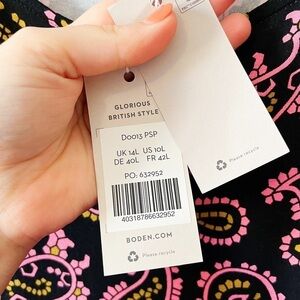 GLORIOUS
BRITISH STYLE
D0013 PSP
UK 14L US 10L
DE 40L FR 42L
PO: 632952
40318786632952
BODEN.COM
Please recycle
Please recycle